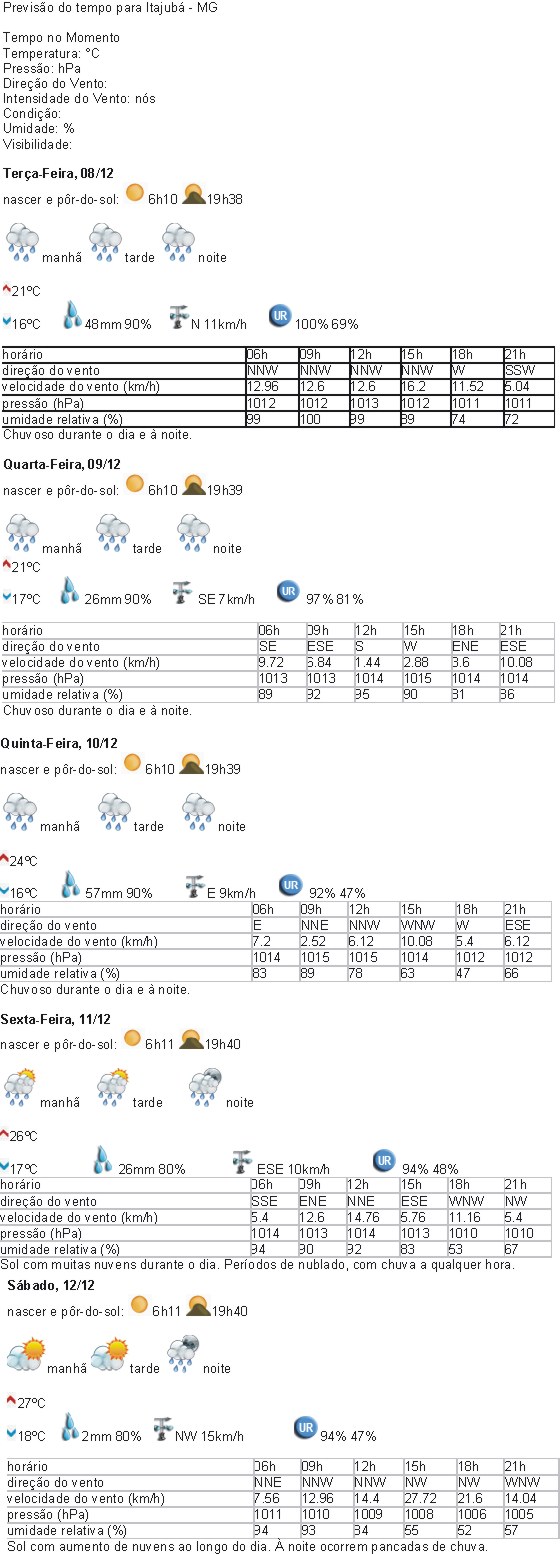 Previsão do tempo para Itajubá - MG
Tempo no Momento
Temperatura: °C
Pressão: hPa
Direção do Vento:
Intensidade do Vento: nós
Condição:
Umidade: %
Visibilidade:
Terça-Feira, 08/12
nascer e pôr-do-sol: 6h10 19h38
manhã tarde noite
21ºC
16ºC 48mm 90% N 11km/h UR 100% 69%
horário 06h 09h 12h 15h 18h 21h
direção do vento NNW NNW NNW NNW W SSW
velocidade do vento (km/h) 12.96 12.6 12.6 16.2 11.52 5.04
pressão (hPa) 1012 1012 1013 1012 1011 1011
umidade relativa (%) 99 100 99 89 74 72
Chuvoso durante o dia e à noite.
Quarta-Feira, 09/12
nascer e pôr-do-sol: 6h10 19h39
manhã tarde noite
21ºC
17ºC 26mm 90% SE 7km/h UR 97% 81%
horário 06h 09h 12h 15h 18h 21h
direção do vento SE ESE S W ENE ESE
velocidade do vento (km/h) 9.72 6.84 1.44 2.88 3.6 10.08
pressão (hPa) 1013 1013 1014 1015 1014 1014
umidade relativa (%) 89 92 95 90 81 86
Chuvoso durante o dia e à noite.
Quinta-Feira, 10/12
nascer e pôr-do-sol: 6h10 19h39
manhã tarde noite
24ºC
16ºC 57mm 90% E 9km/h UR 92% 47%
horário 06h 09h 12h 15h 18h 21h
direção do vento E NNE NNW WNW W ESE
velocidade do vento (km/h) 7.2 2.52 6.12 10.08 5.4 6.12
pressão (hPa) 1014 1015 1015 1014 1012 1012
umidade relativa (%) 83 89 78 63 47 66
Chuvoso durante o dia e à noite.
Sexta-Feira, 11/12
nascer e pôr-do-sol: 6h11 19h40
manhã tarde noite
26ºC
17ºC 26mm 80% ESE 10km/h UR 94% 48%
horário 06h 09h 12h 15h 18h 21h
direção do vento SSE ENE NNE ESE WNW NW
velocidade do vento (km/h) 5.4 12.6 14.76 5.76 11.16 5.4
pressão (hPa) 1014 1013 1014 1013 1010 1010
umidade relativa (%) 94 90 92 83 53 67
Sol com muitas nuvens durante o dia. Períodos de nublado, com chuva a qualquer hora.
Sábado, 12/12
nascer e pôr-do-sol: 6h11 19h40
manhã tarde noite
27ºC
18ºC 2mm 80% NW 15km/h UR 94% 47%
horário 06h 09h 12h 15h 18h 21h
direção do vento NNE NNW NNW NW NW WNW
velocidade do vento (km/h) 7.56 12.96 14.4 27.72 21.6 14.04
pressão (hPa) 1011 1010 1009 1008 1006 1005
umidade relativa (%) 94 93 84 55 52 57
Sol com aumento de nuvens ao longo do dia. À noite ocorrem pancadas de chuva.